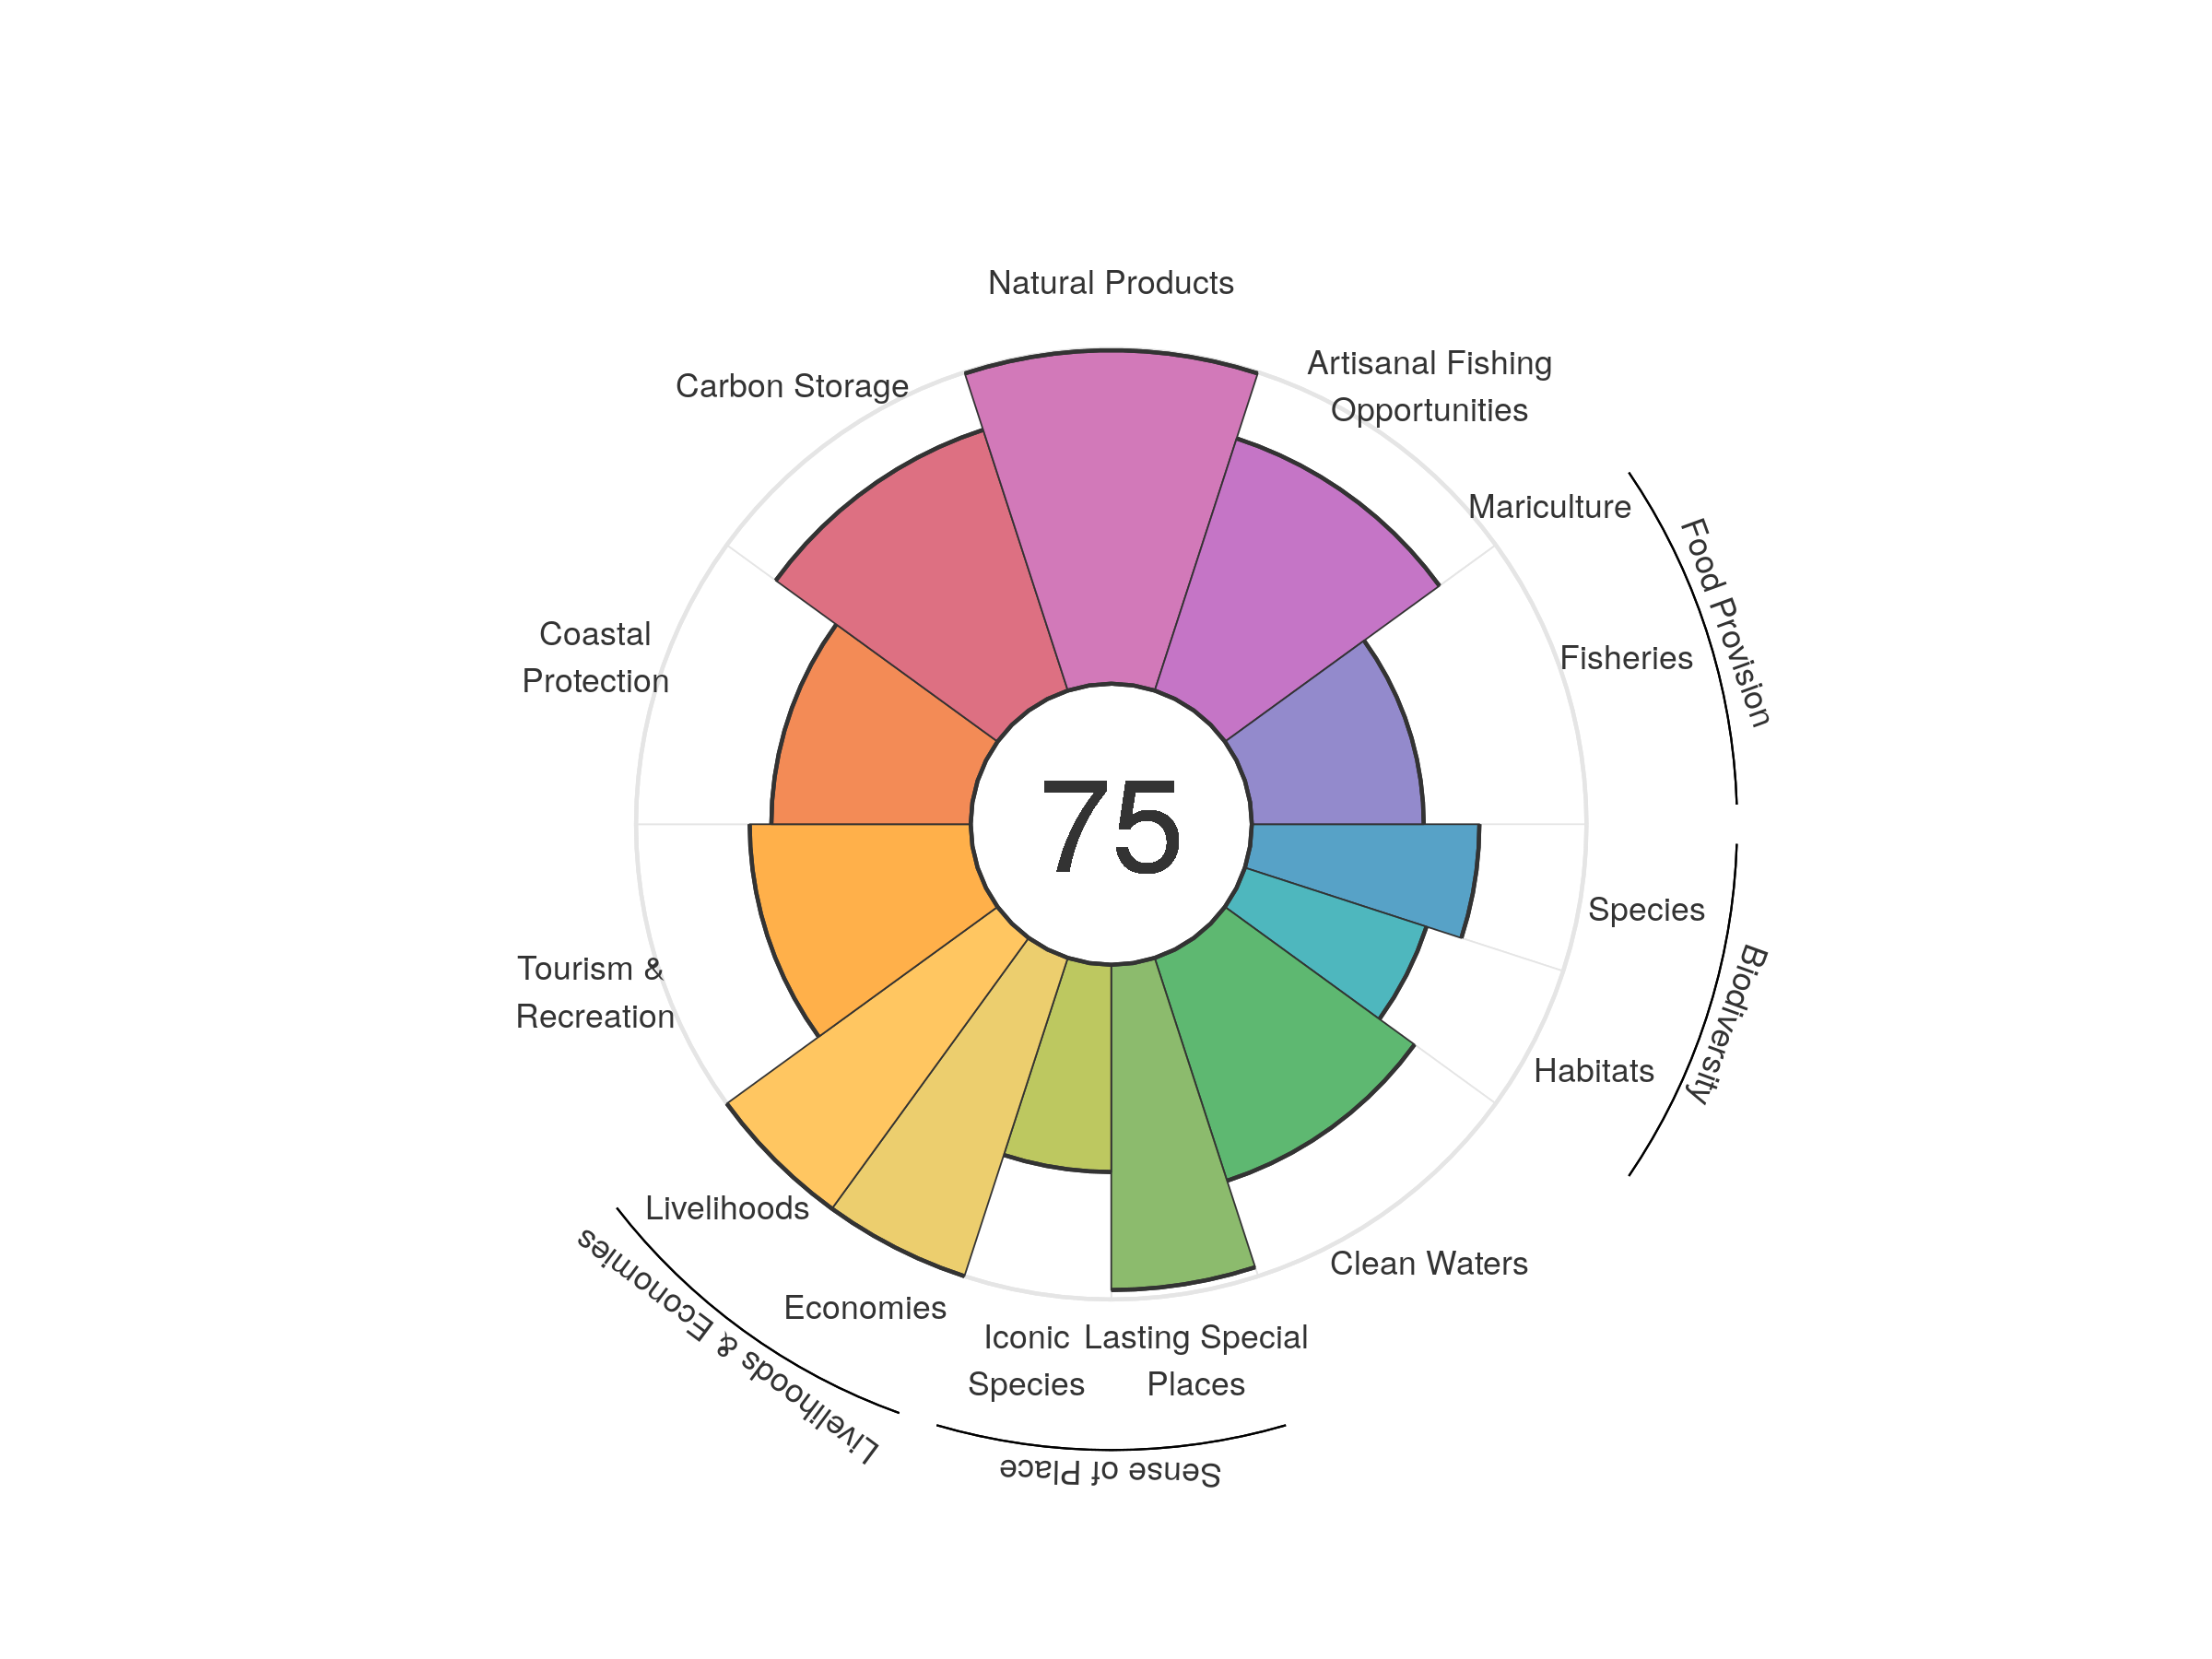 Natural Products
Artisanal Fishing
Opportunities
Carbon Storage
Mariculture
Food Provision
Coastal
Protection
Fisheries
75
Species
Biodiversity
Tourism &
Recreation
Habitats
Livelihoods
Livelihoods & Economies
Clean Waters
Economies
Iconic
Species
Lasting Special
Places
Sense of Place